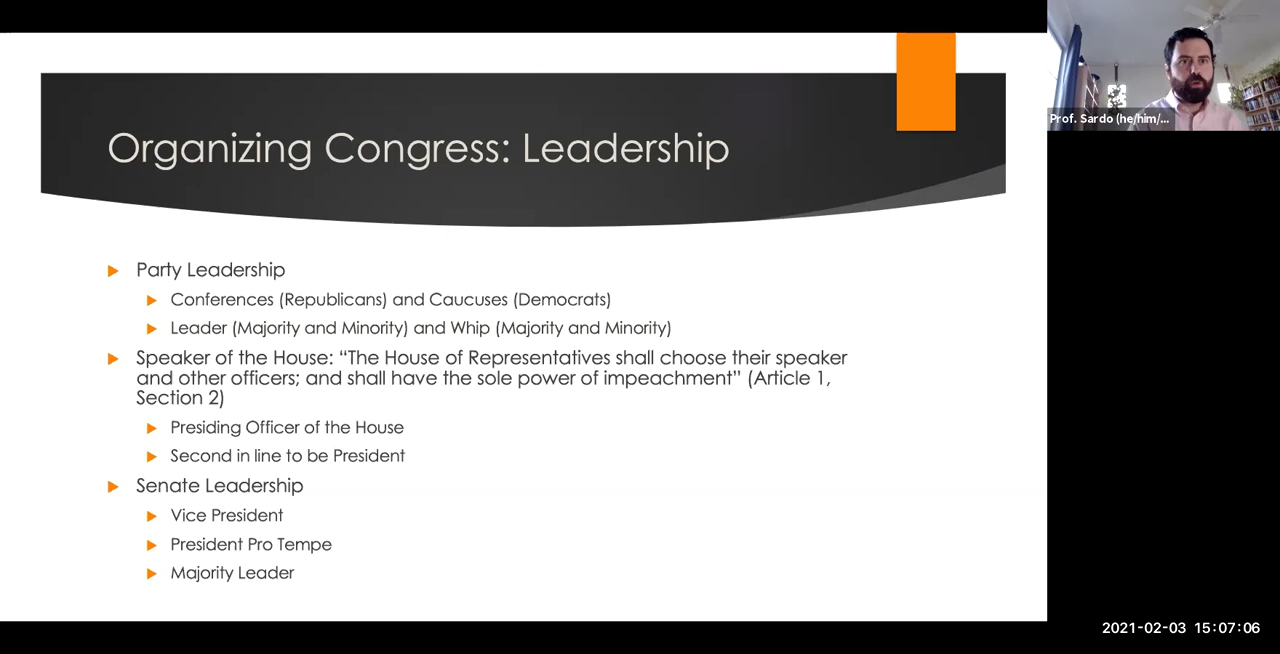 Organizing Congress: Leadership
Prof. Sardo (he/him/...
Party Leadership
Conferences (Republicans) and Caucuses (Democrats)
Leader (Majority and Minority) and Whip (Majority and Minority)
Speaker of the House: “The House of Representatives shall choose their speaker
and other officers; and shall have the sole power of impeachment” (Article 1,
Section 2)
Presiding Officer of the House
Second in line to be President
Senate Leadership
Vice President
President Pro Tempe
Majority Leader
2021-02-03 15:07:06